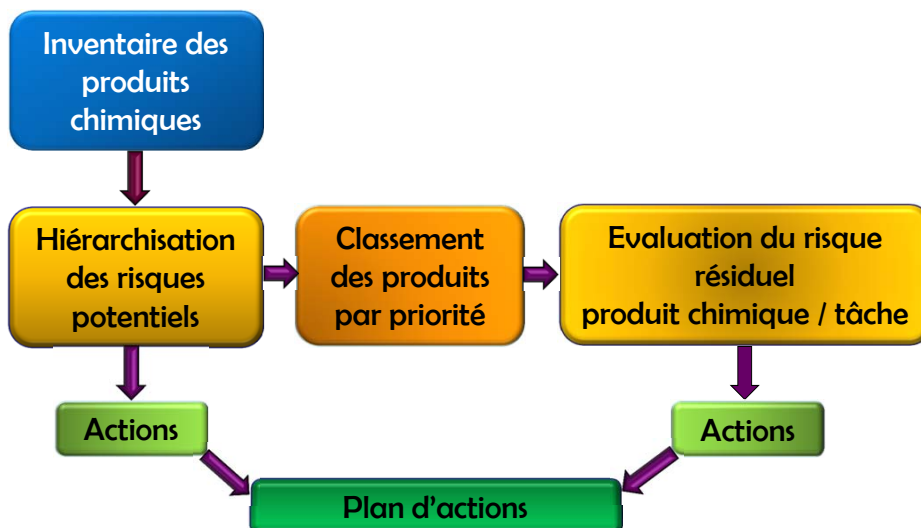 Inventaire des
produits
chimiques
Hiérarchisation
des risques
potentiels
Classement
des produits
par priorité
Evaluation du risque
résiduel
produit chimique / tâche
Actions
Actions
Plan d'actions